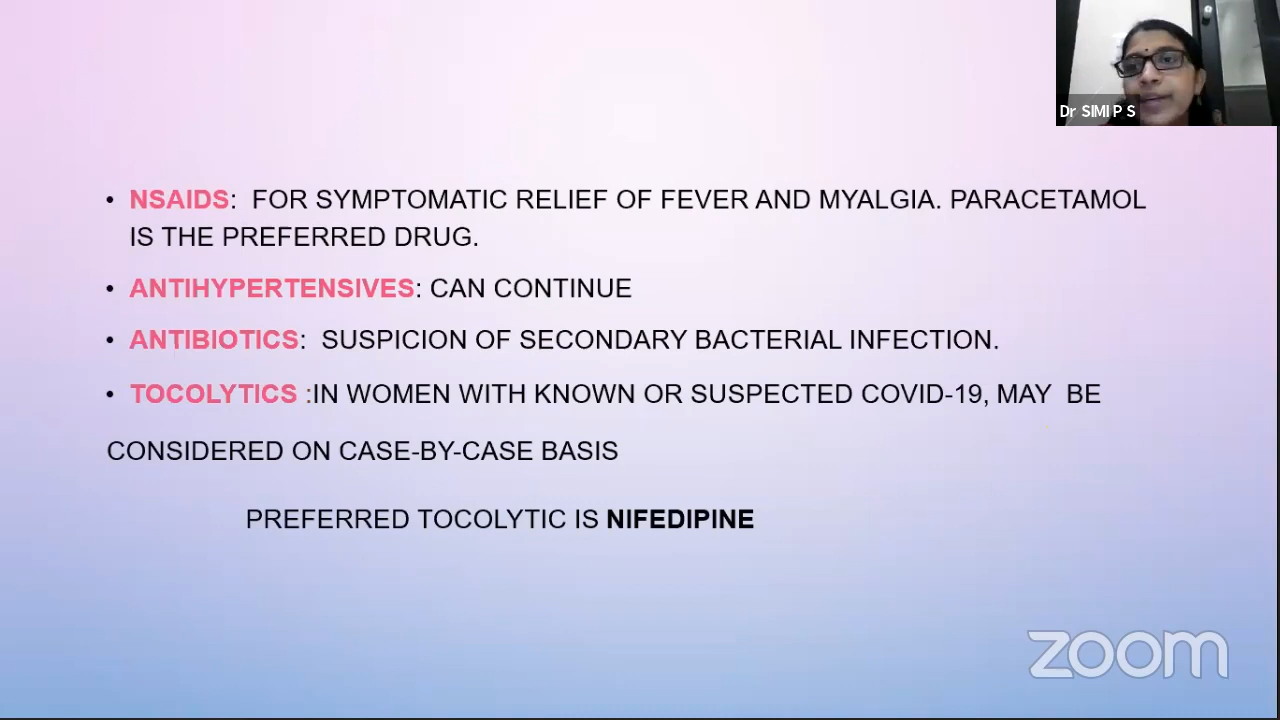 Dr SIMI P S
• NSAIDS: FOR SYMPTOMATIC RELIEF OF FEVER AND MYALGIA. PARACETAMOL
IS THE PREFERRED DRUG.
• ANTIHYPERTENSIVES: CAN CONTINUE
• ANTIBIOTICS: SUSPICION OF SECONDARY BACTERIAL INFECTION.
• TOCOLYTICS :IN WOMEN WITH KNOWN OR SUSPECTED COVID-19, MAY BE
CONSIDERED ON CASE-BY-CASE BASIS
PREFERRED TOCOLYTIC IS NIFEDIPINE
zoom